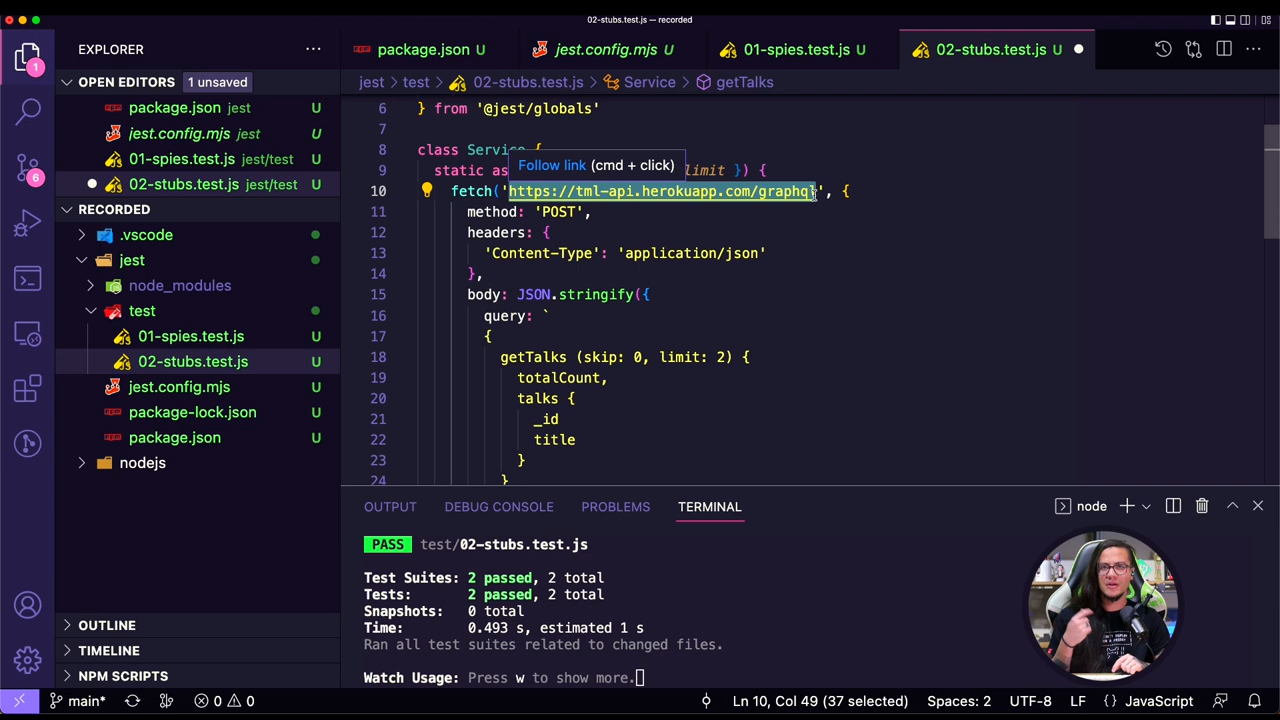 02-stubs.test.js — recorded
EXPLORER
package.json U
jest.config.mjs U
01-spies.test.js U
02-stubs.test.js U
OPEN EDITORS 1 unsaved
package.json jest U
jest.config.mjs jest U
01-spies.test.js jest/test U
02-stubs.test.js jest/test U
RECORDED
.vscode
jest
node_modules
test
01-spies.test.js U
02-stubs.test.js U
jest.config.mjs U
package-lock.json U
package.json U
nodejs
OUTLINE
TIMELINE
NPM SCRIPTS
1
6
jest > test > 02-stubs.test.js > Service > getTalks
6 } from '@jest/globals'
7
8 class Service {
9 static as limit }) {
Follow link (cmd + click)
10 fetch('https://tml-api.herokuapp.com/graphql', {
11 method: 'POST',
12 headers: {
13 'Content-Type': 'application/json'
14 },
15 body: JSON.stringify({
16 query: `
17 {
18 getTalks (skip: 0, limit: 2) {
19 totalCount,
20 talks {
21 _id
22 title
23 }
24 }
OUTPUT DEBUG CONSOLE PROBLEMS TERMINAL node
PASS test/02-stubs.test.js
Test Suites: 2 passed, 2 total
Tests: 2 passed, 2 total
Snapshots: 0 total
Time: 0.493 s, estimated 1 s
Ran all test suites related to changed files.
Watch Usage: Press w to show more.
main* 0 0 Ln 10, Col 49 (37 selected) Spaces: 2 UTF-8 LF {} JavaScript